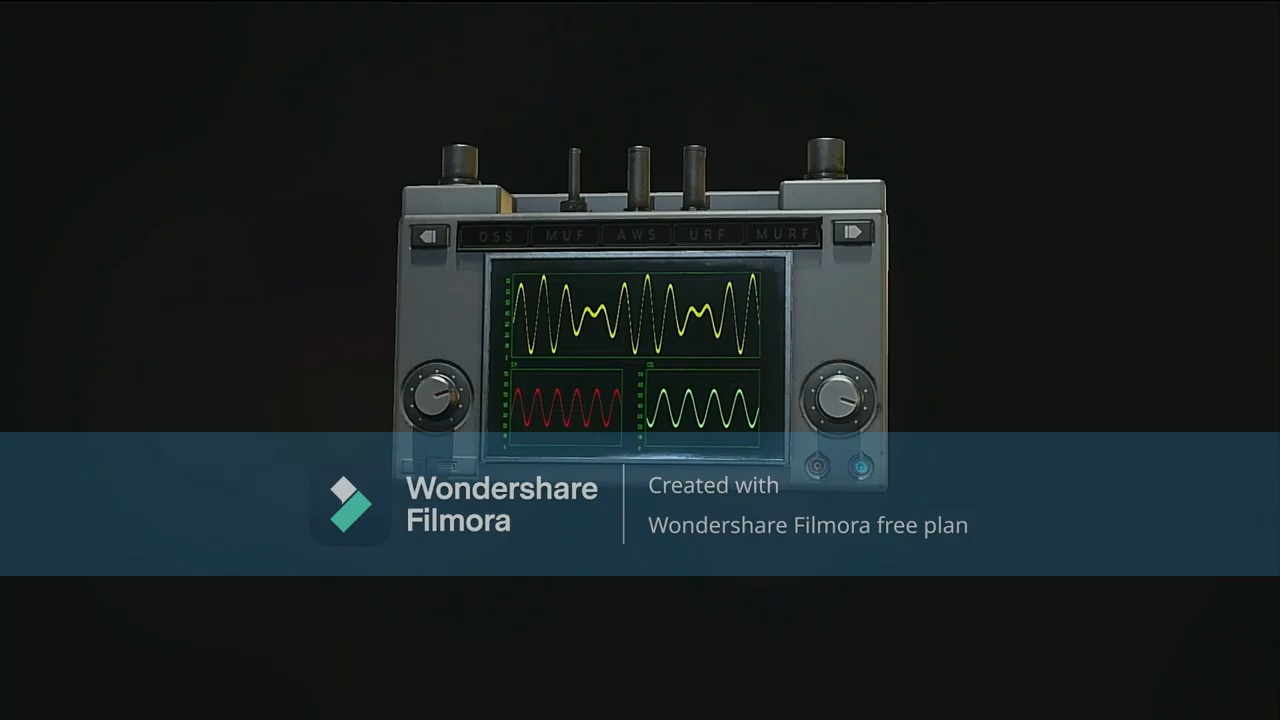 OSS MUF AWS URF MURF
Wondershare
Filmora
Created with
Wondershare Filmora free plan